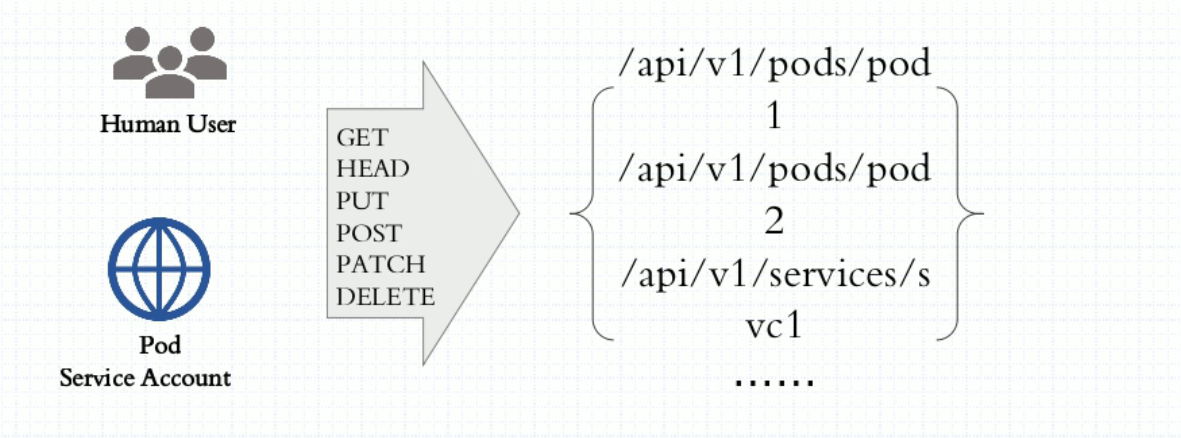 Human User
Pod
Service Account
GET
HEAD
PUT
POST
PATCH
DELETE
/api/v1/pods/pod
1
/api/v1/pods/pod
2
/api/v1/services/s
vc1
......